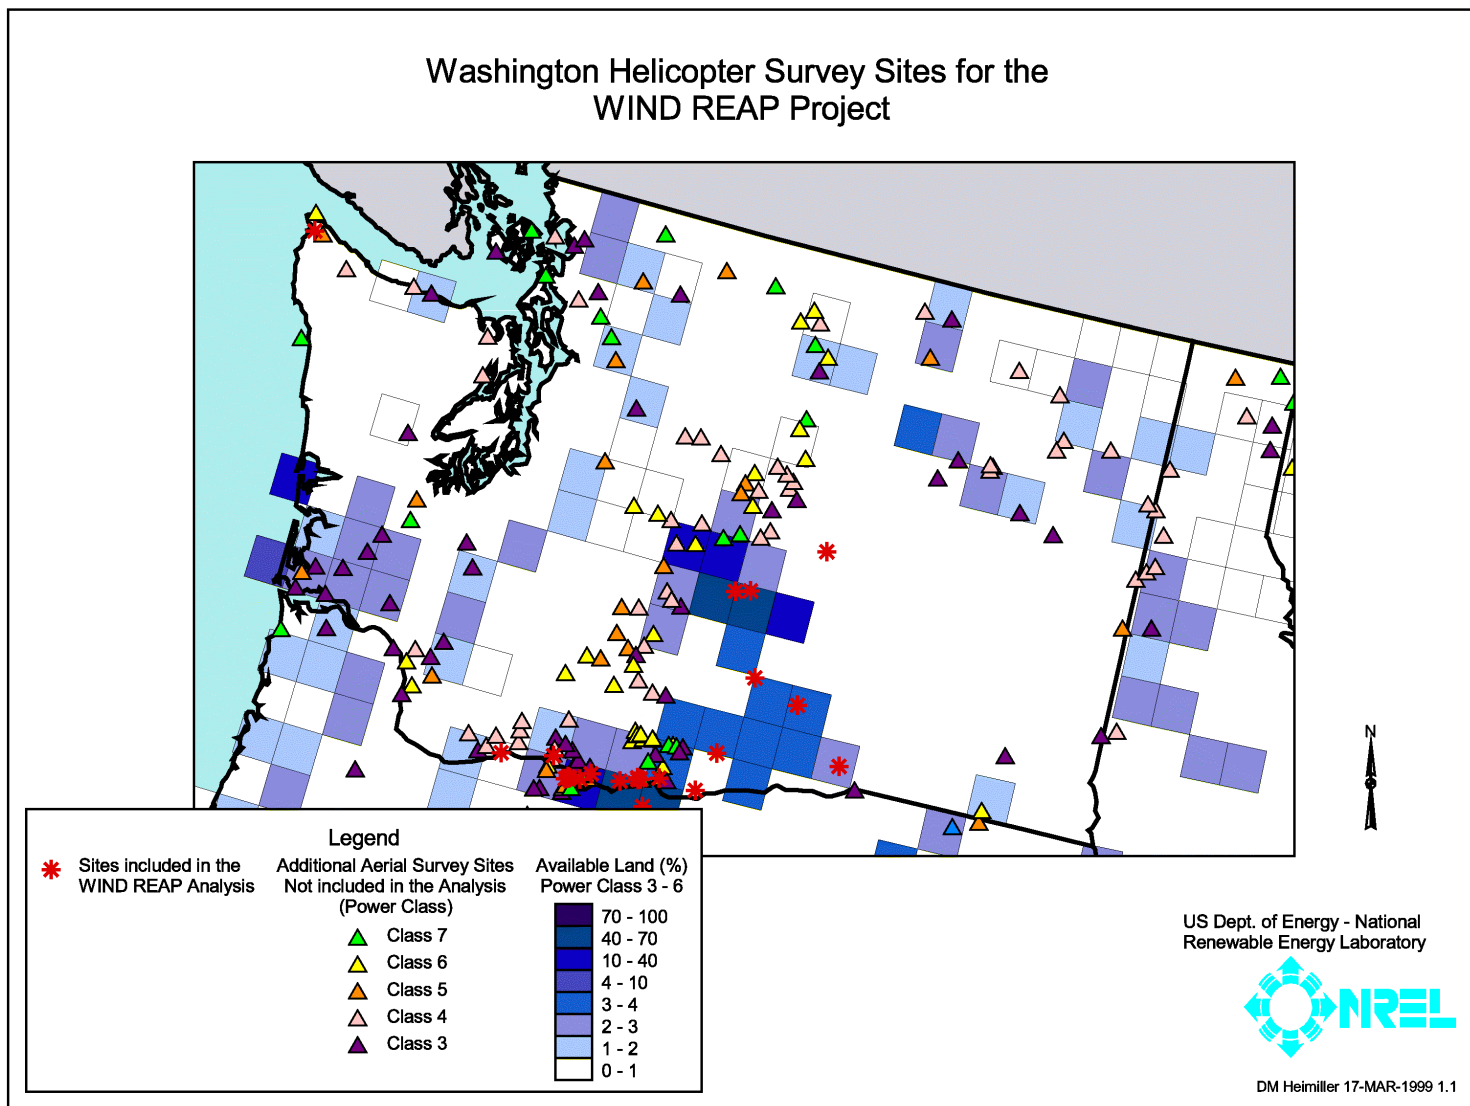 Washington Helicopter Survey Sites for the
WIND REAP Project
N
Legend
Sites included in the
WIND REAP Analysis
Additional Aerial Survey Sites
Not included in the Analysis
(Power Class)
Class 7
Class 6
Class 5
Class 4
Class 3
Available Land (%)
Power Class 3 - 6
70 - 100
40 - 70
10 - 40
4 - 10
3 - 4
2 - 3
1 - 2
0 - 1
US Dept. of Energy - National
Renewable Energy Laboratory
NREL
DM Heimiller 17-MAR-1999 1.1